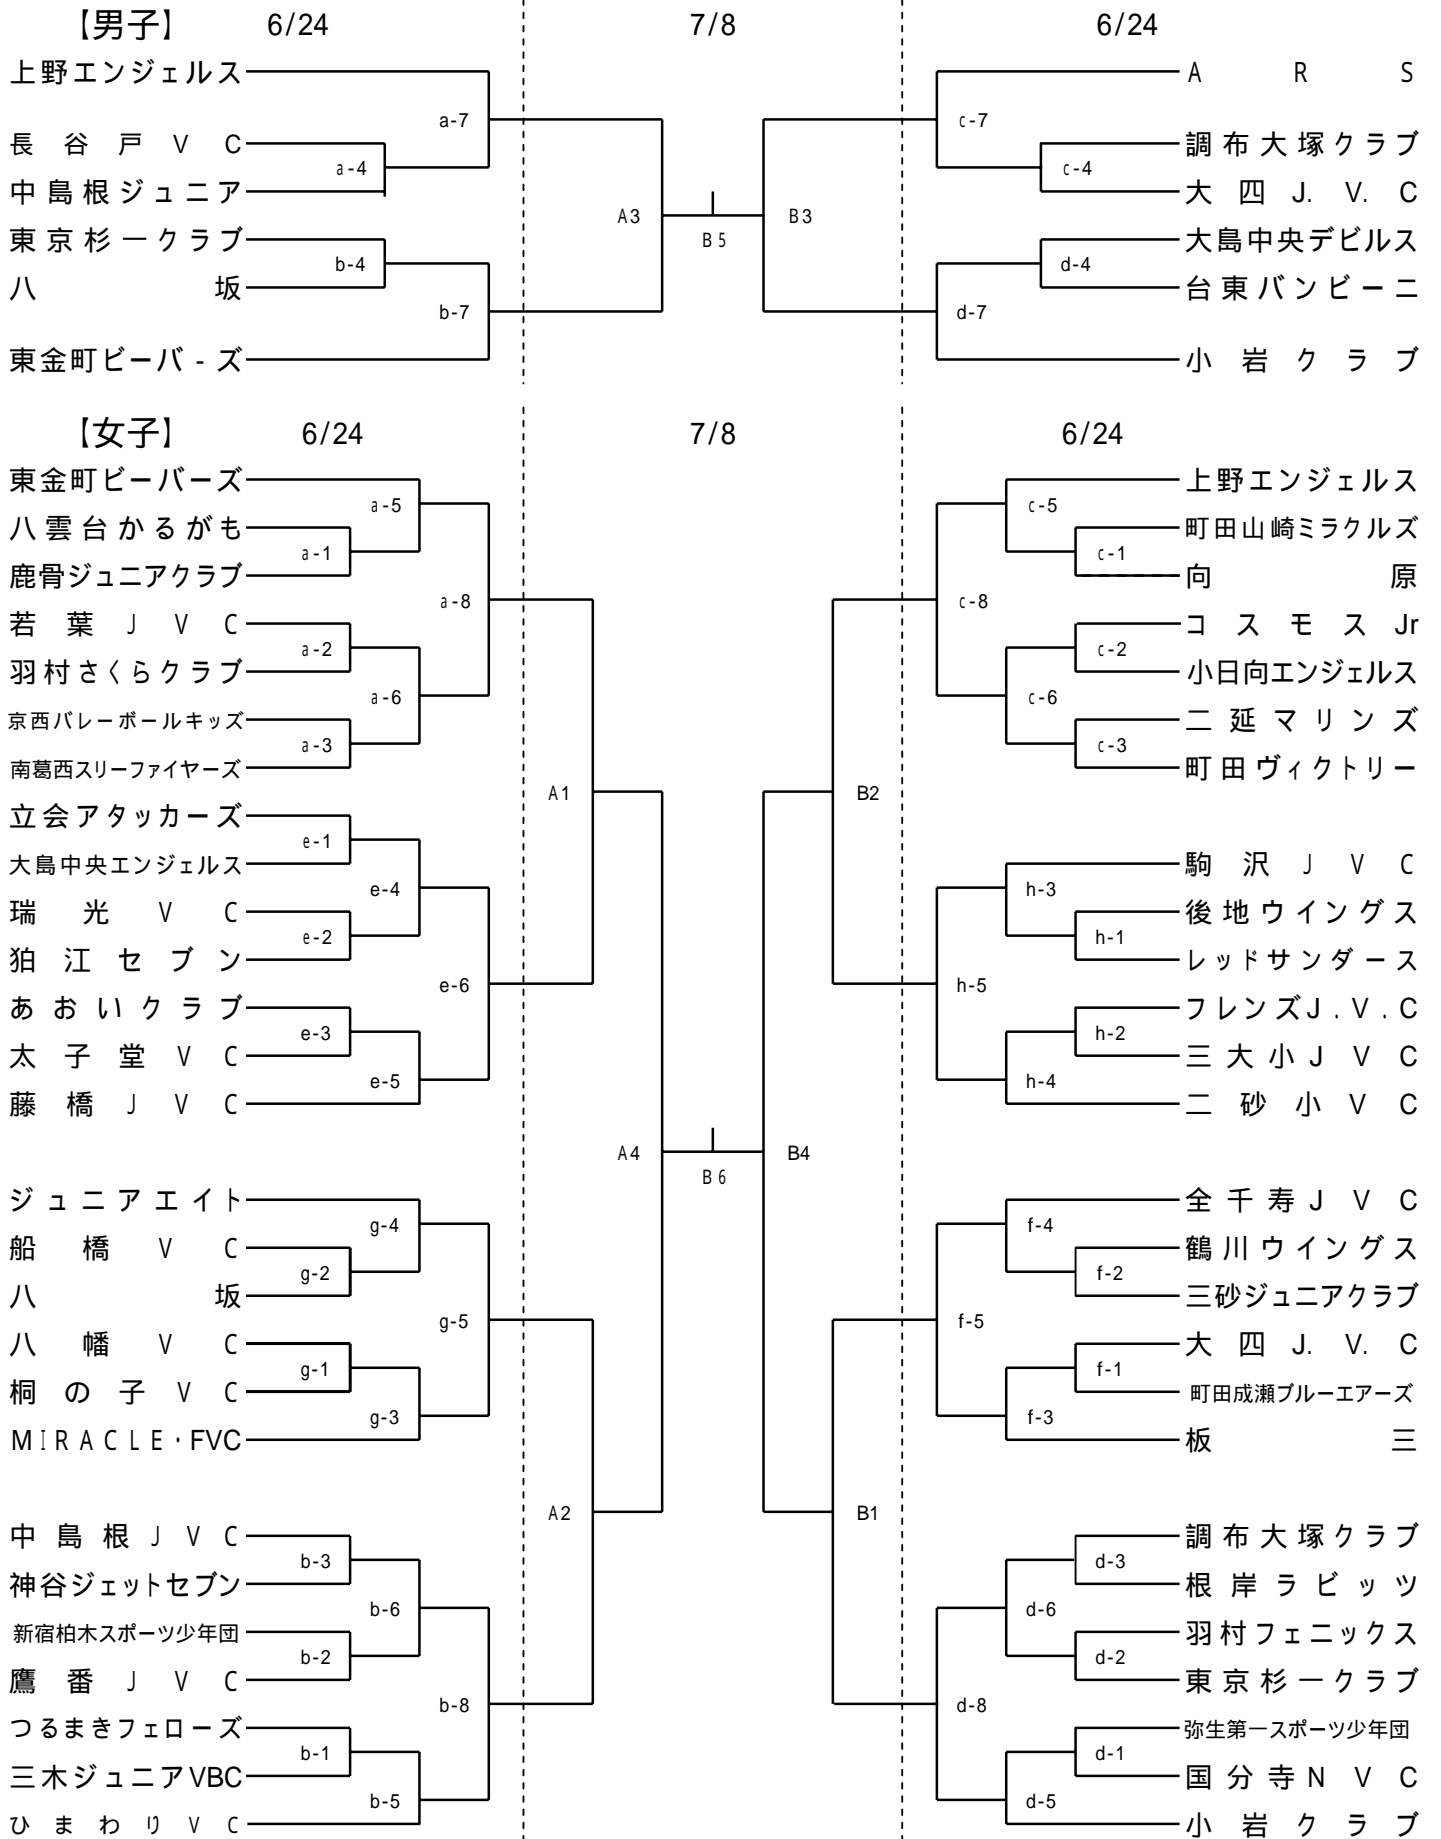 【男子】 6/24 7/8 6/24
上野エンジェルス A R S
a-7 c-7
長谷戸VC 調布大塚クラブ
a-4 c-4
中島根ジュニア 大四J.V.C
A3 B5 B3
東京杉一クラブ 大島中央デビルス
b-4 d-4
八坂 台東バンビーニ
b-7 d-7
東金町ビーバ-ズ 小岩クラブ
【女子】 6/24 7/8 6/24
東金町ビーバーズ 上野エンジェルス
a-5 c-5
八雲台かるがも 町田山崎ミラクルズ
a-1 c-1
鹿骨ジュニアクラブ 向原
a-8 c-8
若葉JVC コスモスJr
a-2 c-2
羽村さくらクラブ 小日向エンジェルス
a-6 c-6
京西バレーボールキッズ 二延マリンズ
a-3 c-3
南葛西スリーファイヤーズ 町田ヴィクトリー
A1 B2
立会アタッカーズ
e-1
大島中央エンジェルス 駒沢JVC
e-4 h-3
瑞光VC 後地ウイングス
e-2 h-1
狛江セブン レッドサンダース
e-6 h-5
あおいクラブ フレンズJ.V.C
e-3 h-2
太子堂VC 三大小JVC
e-5 h-4
藤橋JVC 二砂小VC
A4 B6 B4
ジュニアエイト 全千寿JVC
g-4 f-4
船橋VC 鶴川ウイングス
g-2 f-2
八坂 三砂ジュニアクラブ
g-5 f-5
八幡VC 大四J.V.C
g-1 f-1
桐の子VC 町田成瀬ブルーエアーズ
g-3 f-3
MIRACLE・FVC 板三
A2 B1
中島根JVC 調布大塚クラブ
b-3 d-3
神谷ジェットセブン 根岸ラビッツ
b-6 d-6
新宿柏木スポーツ少年団 羽村フェニックス
b-2 d-2
鷹番JVC 東京杉一クラブ
b-8 d-8
つるまきフェローズ 弥生第一スポーツ少年団
b-1 d-1
三木ジュニアVBC 国分寺NVC
b-5 d-5
ひまわりVC 小岩クラブ